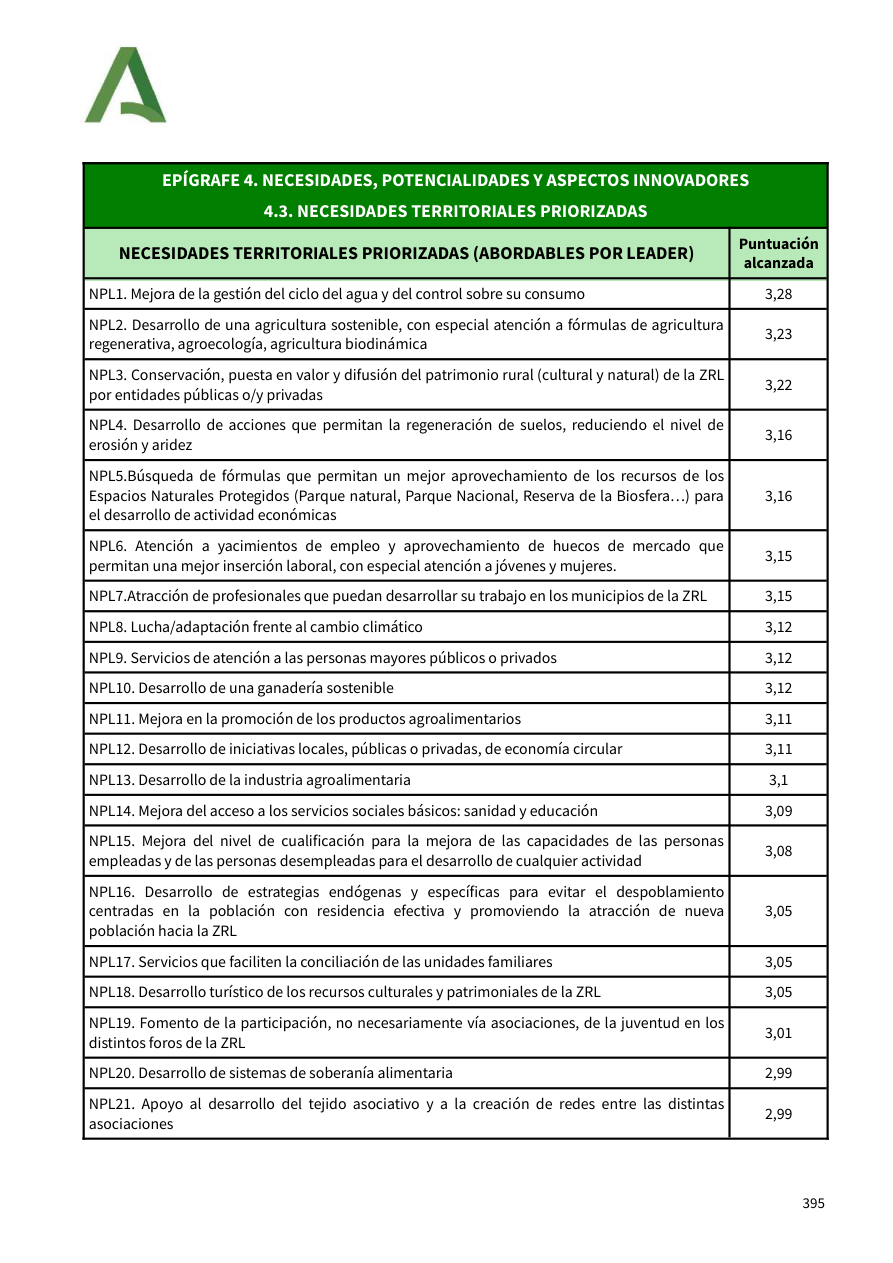 EPÍGRAFE 4. NECESIDADES, POTENCIALIDADES Y ASPECTOS INNOVADORES
4.3. NECESIDADES TERRITORIALES PRIORIZADAS
NECESIDADES TERRITORIALES PRIORIZADAS (ABORDABLES POR LEADER)
Puntuación
alcanzada
NPL1. Mejora de la gestión del ciclo del agua y del control sobre su consumo
3,28
NPL2. Desarrollo de una agricultura sostenible, con especial atención a fórmulas de agricultura
regenerativa, agroecología, agricultura biodinámica
3,23
NPL3. Conservación, puesta en valor y difusión del patrimonio rural (cultural y natural) de la ZRL
por entidades públicas o/y privadas
3,22
NPL4. Desarrollo de acciones que permitan la regeneración de suelos, reduciendo el nivel de
erosión y aridez
3,16
NPL5.Búsqueda de fórmulas que permitan un mejor aprovechamiento de los recursos de los
Espacios Naturales Protegidos (Parque natural, Parque Nacional, Reserva de la Biosfera…) para
el desarrollo de actividad económicas
3,16
NPL6. Atención a yacimientos de empleo y aprovechamiento de huecos de mercado que
permitan una mejor inserción laboral, con especial atención a jóvenes y mujeres.
3,15
NPL7.Atracción de profesionales que puedan desarrollar su trabajo en los municipios de la ZRL
3,15
NPL8. Lucha/adaptación frente al cambio climático
3,12
NPL9. Servicios de atención a las personas mayores públicos o privados
3,12
NPL10. Desarrollo de una ganadería sostenible
3,12
NPL11. Mejora en la promoción de los productos agroalimentarios
3,11
NPL12. Desarrollo de iniciativas locales, públicas o privadas, de economía circular
3,11
NPL13. Desarrollo de la industria agroalimentaria
3,1
NPL14. Mejora del acceso a los servicios sociales básicos: sanidad y educación
3,09
NPL15. Mejora del nivel de cualificación para la mejora de las capacidades de las personas
empleadas y de las personas desempleadas para el desarrollo de cualquier actividad
3,08
NPL16. Desarrollo de estrategias endógenas y específicas para evitar el despoblamiento
centradas en la población con residencia efectiva y promoviendo la atracción de nueva
población hacia la ZRL
3,05
NPL17. Servicios que faciliten la conciliación de las unidades familiares
3,05
NPL18. Desarrollo turístico de los recursos culturales y patrimoniales de la ZRL
3,05
NPL19. Fomento de la participación, no necesariamente vía asociaciones, de la juventud en los
distintos foros de la ZRL
3,01
NPL20. Desarrollo de sistemas de soberanía alimentaria
2,99
NPL21. Apoyo al desarrollo del tejido asociativo y a la creación de redes entre las distintas
asociaciones
2,99
395